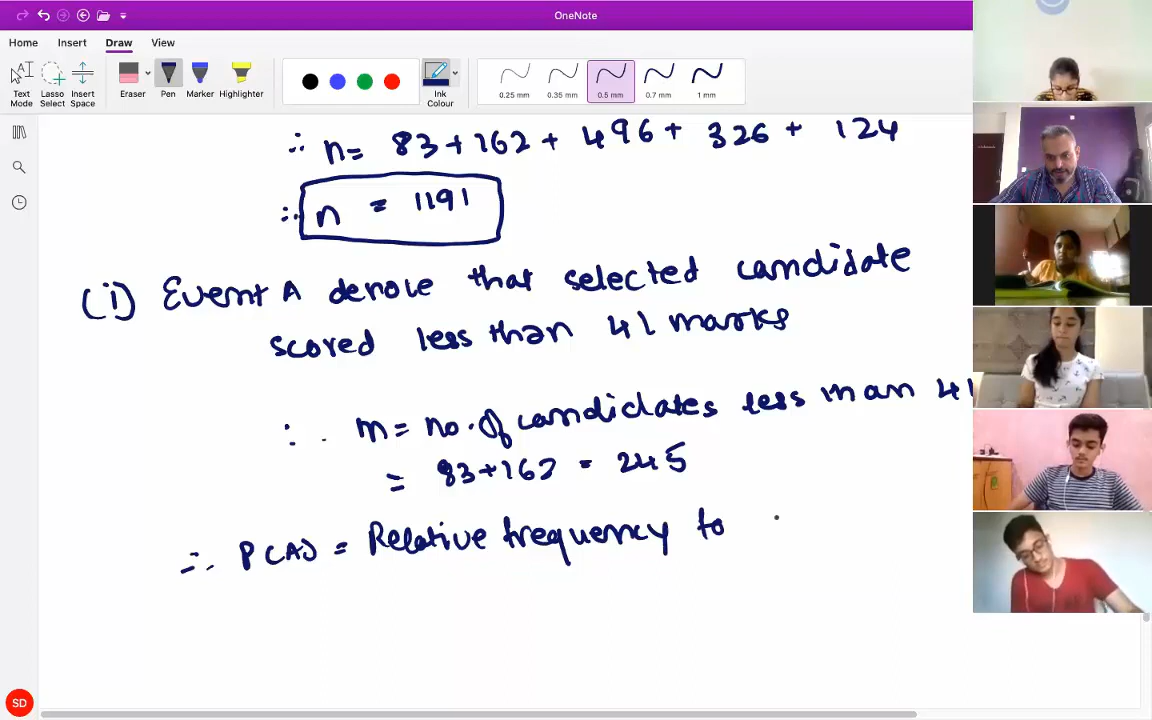 OneNote
Home Insert Draw View
Text Mode
Lasso Select
Insert Space
Eraser
Pen
Marker
Highlighter
Ink Colour
0.25 mm
0.35 mm
0.5 mm
0.7 mm
1 mm
∴ n= 83+162+496+326+124
∴ n = 1191
(i) Event A denote that selected candidate
scored less than 41 marks
∴ m= no.of candidates less than 41
= 83+162 = 245
∴ P(A) = Relative frequency to
SD